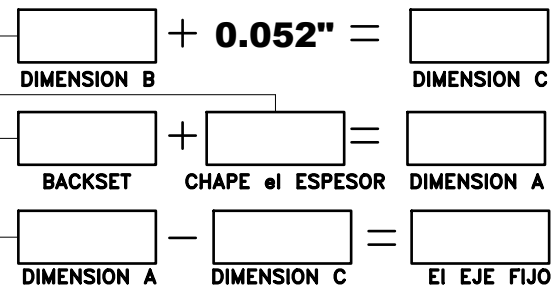 + 0.052" =
DIMENSION B DIMENSION C
+ =
BACKSET CHAPE el ESPESOR DIMENSION A
- =
DIMENSION A DIMENSION C El EJE FIJO